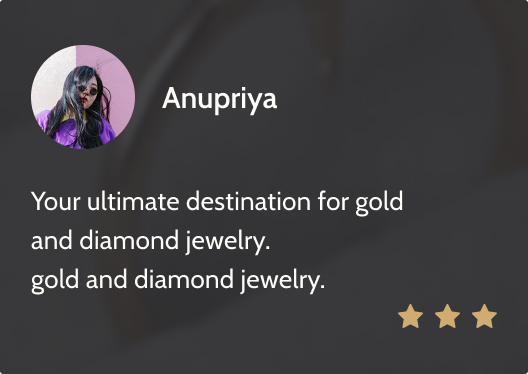 Anupriya
Your ultimate destination for gold
and diamond jewelry.
gold and diamond jewelry.